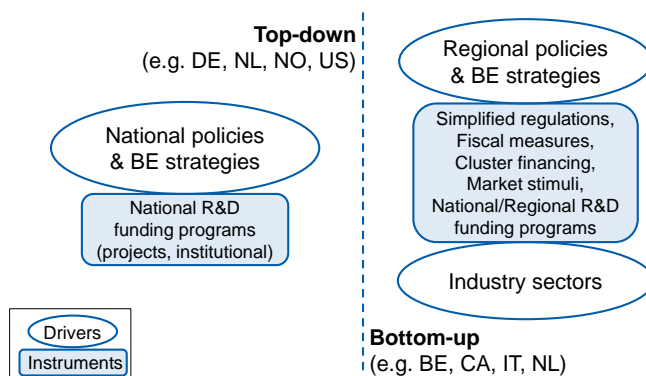 Top-down
(e.g. DE, NL, NO, US)
National policies
& BE strategies
National R&D
funding programs
(projects, institutional)
Drivers
Instruments
Regional policies
& BE strategies
Simplified regulations,
Fiscal measures,
Cluster financing,
Market stimuli,
National/Regional R&D
funding programs
Industry sectors
Bottom-up
(e.g. BE, CA, IT, NL)